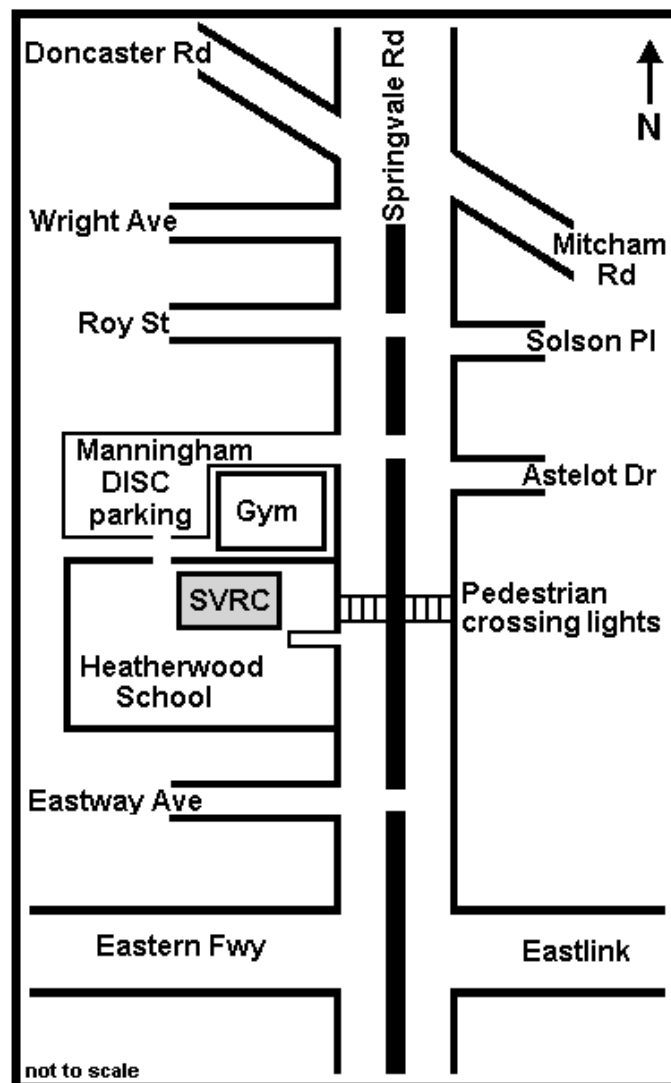 Doncaster Rd
Springvale Rd
N
Wright Ave
Mitcham
Rd
Roy St
Solson Pl
Manningham
DISC
parking
Gym
Astelot Dr
SVRC
Pedestrian
crossing lights
Heatherwood
School
Eastway Ave
Eastern Fwy
Eastlink
not to scale